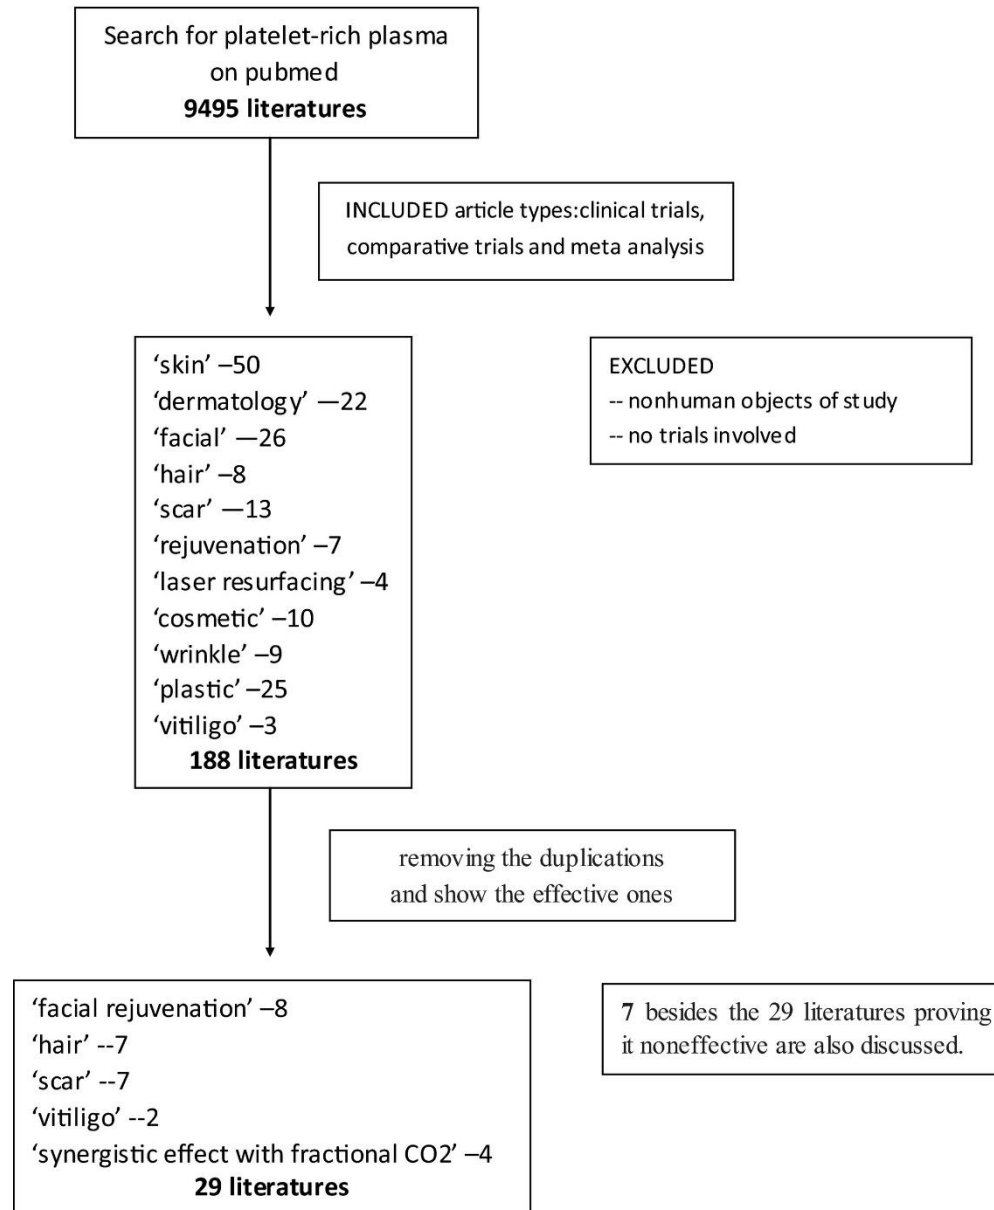 Search for platelet-rich plasma
on pubmed
9495 literatures
INCLUDED article types:clinical trials,
comparative trials and meta analysis
‘skin’ –50
‘dermatology’ —22
‘facial’ —26
‘hair’ –8
‘scar’ —13
‘rejuvenation’ –7
‘laser resurfacing’ –4
‘cosmetic’ –10
‘wrinkle’ –9
‘plastic’ –25
‘vitiligo’ –3
188 literatures
EXCLUDED
-- nonhuman objects of study
-- no trials involved
removing the duplications
and show the effective ones
‘facial rejuvenation’ –8
‘hair’ --7
‘scar’ --7
‘vitiligo’ --2
‘synergistic effect with fractional CO2’ –4
29 literatures
7 besides the 29 literatures proving
it noneffective are also discussed.